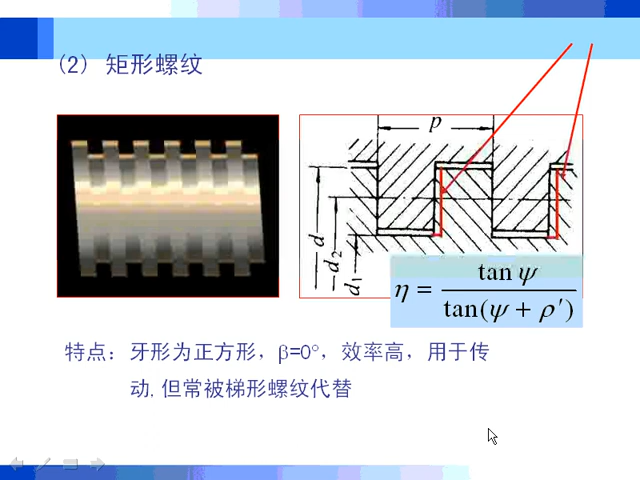 (2) 矩形螺纹
p
d
d₂
d₁
η = tan ψ / tan(ψ + ρ′)
特点：牙形为正方形，β=0°，效率高，用于传
动.但常被梯形螺纹代替